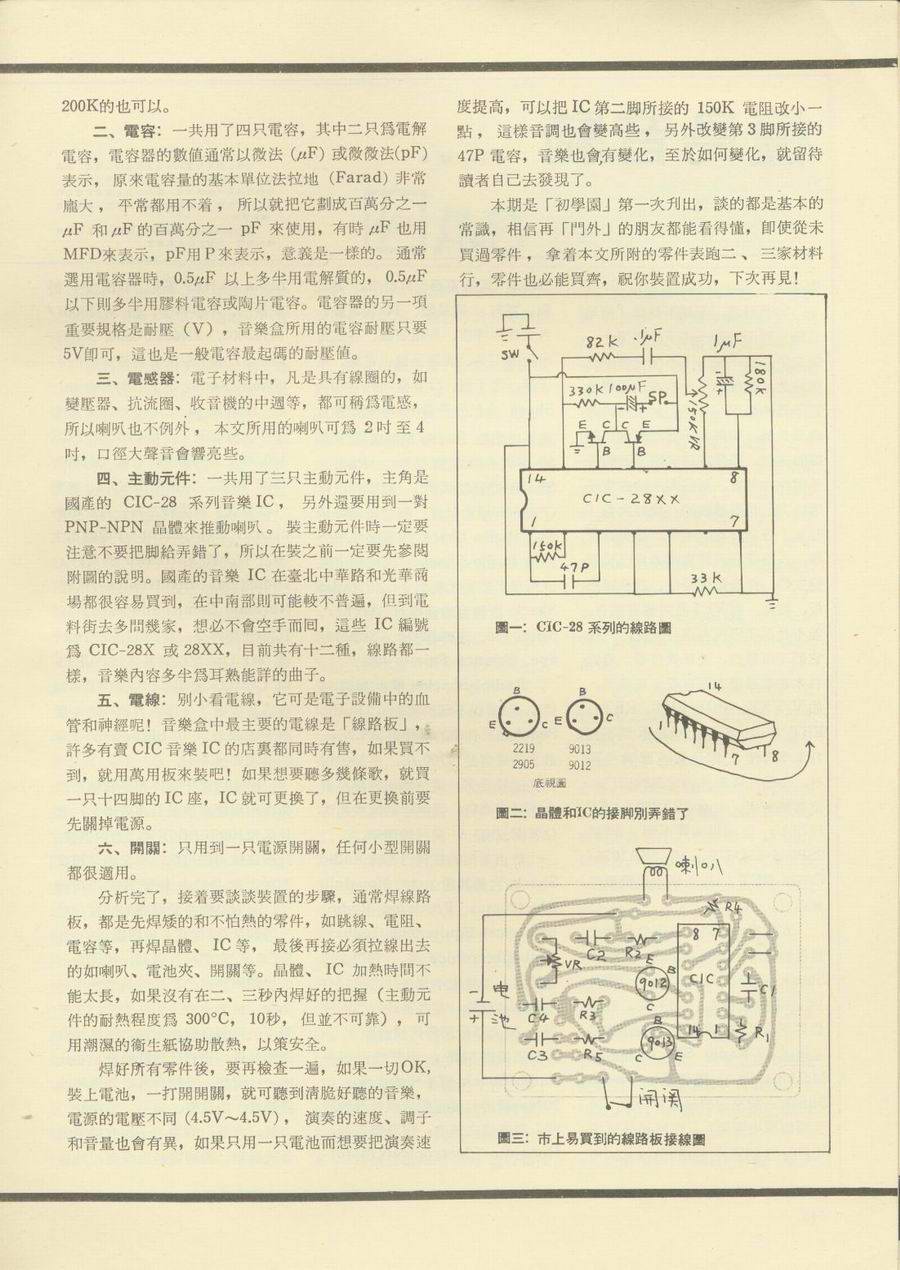 200K的也可以。
二、電容：一共用了四只電容，其中二只爲電解
電容，電容器的數值通常以微法 (μF) 或微微法(pF)
表示， 原來電容量的基本單位法拉地 (Farad) 非常
龐大， 平常都用不着， 所以就把它劃成百萬分之一
μF 和 μF 的百萬分之一 pF 來使用，有時 μF 也用
MFD來表示，pF用P來表示，意義是一樣的。 通常
選用電容器時，0.5μF 以上多半用電解質的， 0.5μF
以下則多半用膠料電容或陶片電容。電容器的另一項
重要規格是耐壓（V），音樂盒所用的電容耐壓只要
5V卽可，這也是一般電容最起碼的耐壓値。
三、電感器：電子材料中，凡是具有線圈的，如
變壓器、抗流圈、收音機的中週等，都可稱爲電感，
所以喇叭也不例外， 本文所用的喇叭可爲 2 吋 至 4
吋，口徑大聲音會響亮些。
四、主動元件：一共用了三只主動元件，主角是
國產的 CIC-28 系列音樂 IC， 另外還要用到一對
PNP-NPN 晶體來推動喇叭。 裝主動元件時一定要
注意不要把脚給弄錯了，所以在裝之前一定要先參閱
附圖的說明。國產的音樂 IC 在臺北中華路和光華商
場都很容易買到，在中南部則可能較不普遍，但到電
料街去多問幾家，想必不會空手而回，這些 IC 編號
爲 CIC-28X 或 28XX，目前共有十二種，線路都一
樣，音樂內容多半爲耳熟能詳的曲子。
五、電線：別小看電線，它可是電子設備中的血
管和神經呢！音樂盒中最主要的電線是「線路板」，
許多有賣 CIC 音樂 IC 的店裏都同時有售，如果買不
到，就用萬用板來裝吧！如果想要聽多幾條歌，就買
一只十四脚的 IC 座，IC 就可更換了，但在更換前要
先關掉電源。
六、開關：只用到一只電源開關，任何小型開關
都很適用。
分析完了，接着要談談裝置的步驟，通常焊線路
板，都是先焊矮的和不怕熱的零件，如跳線、電阻、
電容等，再焊晶體、 IC 等， 最後再接必須拉線出去
的如喇叭、電池夾、開關等。晶體、 IC 加熱時間不
能太長，如果沒有在二、三秒內焊好的把握（主動元
件的耐熱程度爲 300°C， 10秒， 但並不可靠），可
用潮濕的衞生紙協助散熱，以策安全。
焊好所有零件後，要再檢查一遍，如果一切OK，
裝上電池，一打開開關，就可聽到清脆好聽的音樂，
電源的電壓不同 (4.5V～4.5V)， 演奏的速度、調子
和音量也會有異，如果只用一只電池而想要把演奏速
度提高，可以把 IC 第二脚所接的 150K 電阻改小一
點， 這樣音調也會變高些，另外改變第 3 脚所接的
47P 電容，音樂也會有變化，至於如何變化，就留待
讀者自己去發現了。
本期是「初學園」第一次刋出，談的都是基本的
常識，相信再「門外」的朋友都能看得懂，卽使從未
買過零件， 拿着本文所附的零件表跑二、 三家材料
行，零件也必能買齊，祝你裝置成功，下次再見！
SW
82K
.1μF
1μF
180K
330K
100μF
SP
150KVR
E C C E
B B
14 8
CIC-28XX
1 7
150K
47P
33K
圖一：CIC-28 系列的線路圖
B B 14
E C E C
1 7 8
2219 9013
2905 9012
底視圖
圖二：晶體和IC的接脚別弄錯了
喇叭
R4
8 7
C2 R2
VR
E
B
9012
C
CIC
C1
电
池
C4 R3
B
9013
C E
14 1
R1
C3 R5
開関
圖三：市上易買到的線路板接線圖